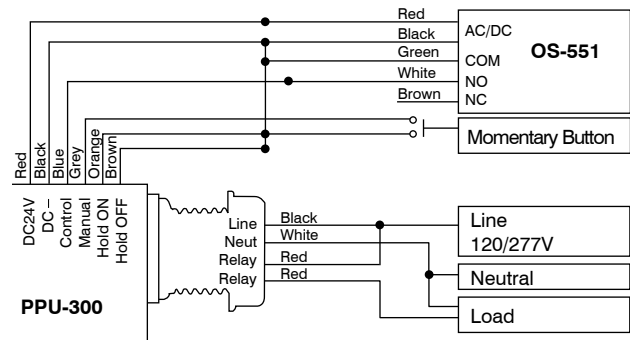 Red
Black
Green
White
Brown
AC/DC
COM
NO
NC
OS-551
Momentary Button
Red
Black
Blue
Grey
Orange
Brown
DC24V
DC–
Control
Manual
Hold ON
Hold OFF
PPU-300
Line
Neut
Relay
Relay
Black
White
Red
Red
Line
120/277V
Neutral
Load